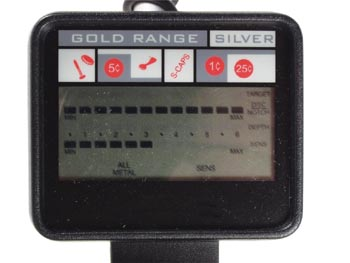 GOLD RANGE SILVER
5¢ S-CAPS 1¢ 25¢
TARGET
DISC
NOTCH
MIN MAX
1 • 2 • 3 • 4 • 5 • 6 DEPTH
SENS
MIN MAX
ALL METAL SENS